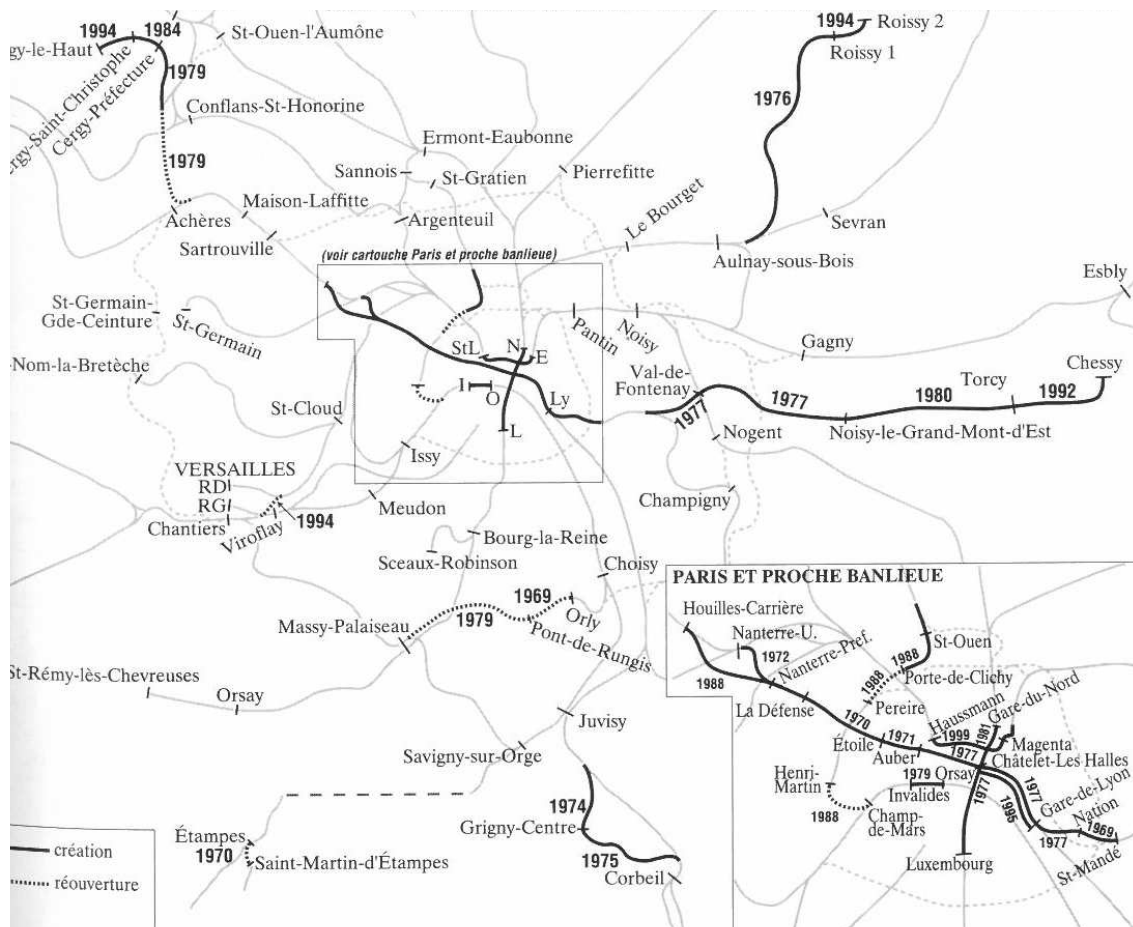 1994
1984
gy-le-Haut
ergy-Saint-Christophe
Cergy-Préfecture
1979
1979
St-Ouen-l'Aumône
Conflans-St-Honorine
Ermont-Eaubonne
Sannois
St-Gratien
Pierrefitte
Maison-Laffitte
Achères
Argenteuil
Sartrouville
1994
Roissy 2
Roissy 1
1976
Le Bourget
Sevran
Aulnay-sous-Bois
Esbly
(voir cartouche Paris et proche banlieue)
St-Germain-
Gde-Ceinture
St-Germain
-Nom-la-Bretèche
Pantin
Noisy
Gagny
StL
N
E
I
O
Ly
L
Val-de-
Fontenay
1977
1977
1980
Torcy
1992
Chessy
Noisy-le-Grand-Mont-d'Est
Nogent
St-Cloud
Issy
VERSAILLES
RD
RG
Chantiers
Viroflay
1994
Meudon
Champigny
Bourg-la-Reine
Sceaux-Robinson
Choisy
1969
Orly
1979
Pont-de-Rungis
Massy-Palaiseau
St-Rémy-lès-Chevreuses
Orsay
Juvisy
Savigny-sur-Orge
1974
Grigny-Centre
1975
Corbeil
Étampes
1970
Saint-Martin-d'Étampes
création
réouverture
PARIS ET PROCHE BANLIEUE
Houilles-Carrière
Nanterre-U.
1972
Nanterre-Pref.
1988
La Défense
St-Ouen
1988
Porte-de-Clichy
1988
Pereire
1970
Étoile
1971
Auber
Haussmann
1999
Gare-du-Nord
1981
Magenta
1977
Châtelet-Les Halles
Henri-
Martin
1988
Champ-
de-Mars
1979
Orsay
Invalides
1977
1977
1995
Gare-de-Lyon
Nation
1969
1977
St-Mandé
Luxembourg